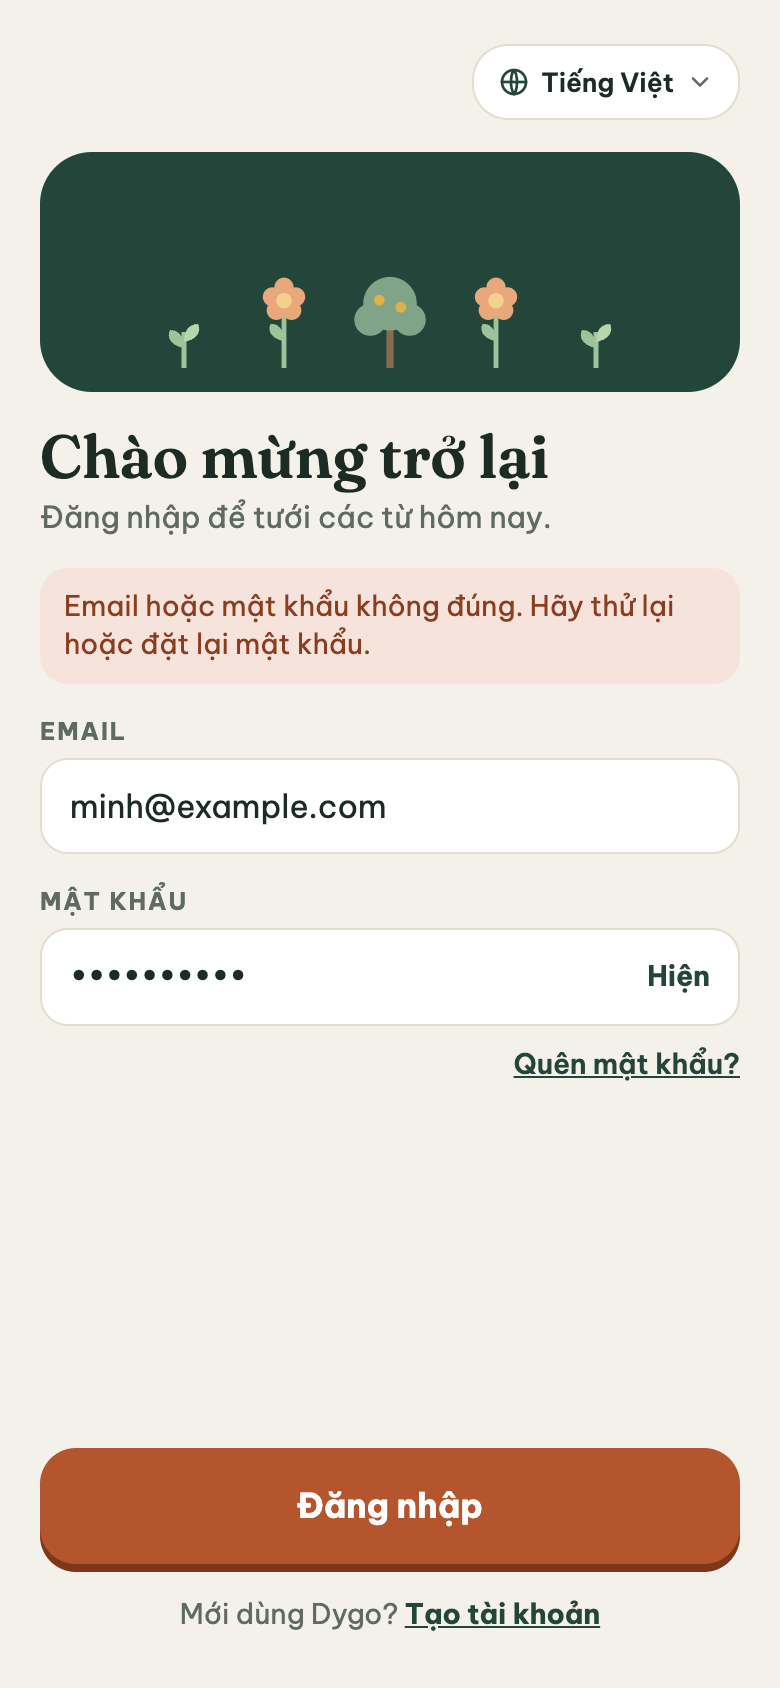 Tiếng Việt
Chào mừng trở lại
Đăng nhập để tưới các từ hôm nay.
Email hoặc mật khẩu không đúng. Hãy thử lại
hoặc đặt lại mật khẩu.
EMAIL
minh@example.com
MẬT KHẨU
••••••••••
Hiện
Quên mật khẩu?
Đăng nhập
Mới dùng Dygo? Tạo tài khoản